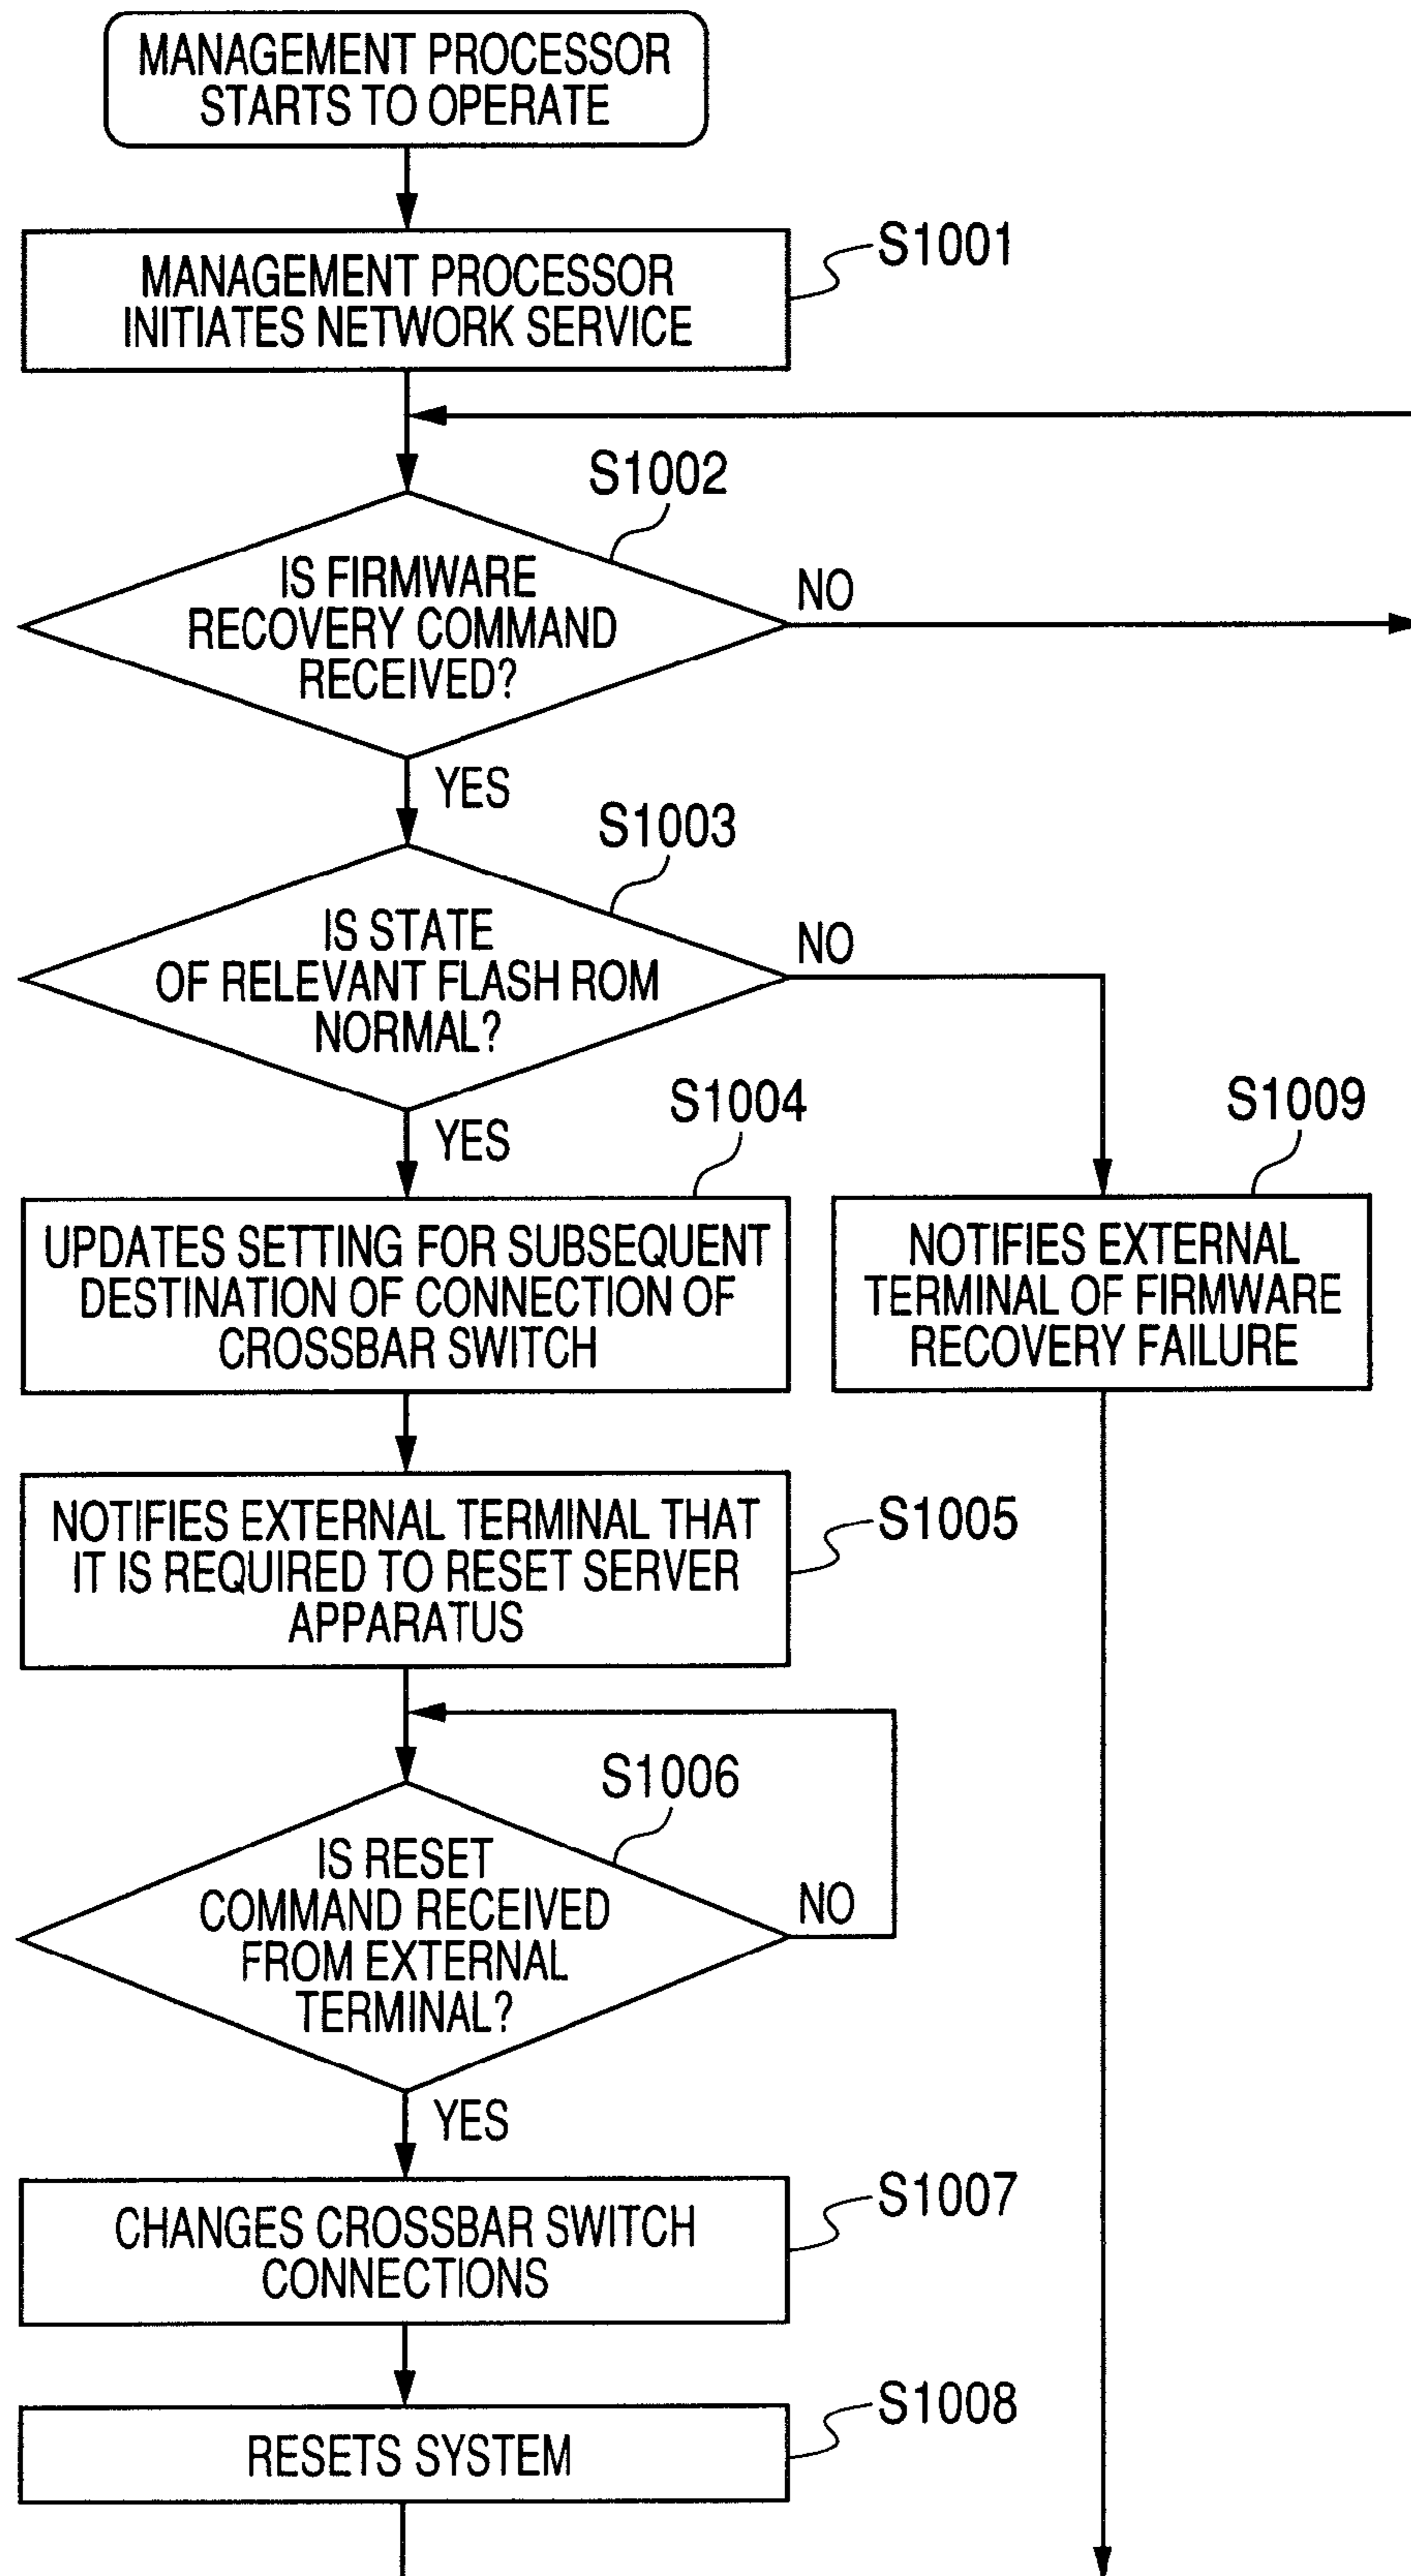 MANAGEMENT PROCESSOR
STARTS TO OPERATE
S1001
MANAGEMENT PROCESSOR
INITIATES NETWORK SERVICE
S1002
IS FIRMWARE
RECOVERY COMMAND
RECEIVED?
NO
YES
S1003
IS STATE
OF RELEVANT FLASH ROM
NORMAL?
NO
YES
S1004
UPDATES SETTING FOR SUBSEQUENT
DESTINATION OF CONNECTION OF
CROSSBAR SWITCH
S1009
NOTIFIES EXTERNAL
TERMINAL OF FIRMWARE
RECOVERY FAILURE
S1005
NOTIFIES EXTERNAL TERMINAL THAT
IT IS REQUIRED TO RESET SERVER
APPARATUS
S1006
IS RESET
COMMAND RECEIVED
FROM EXTERNAL
TERMINAL?
NO
YES
S1007
CHANGES CROSSBAR SWITCH
CONNECTIONS
S1008
RESETS SYSTEM